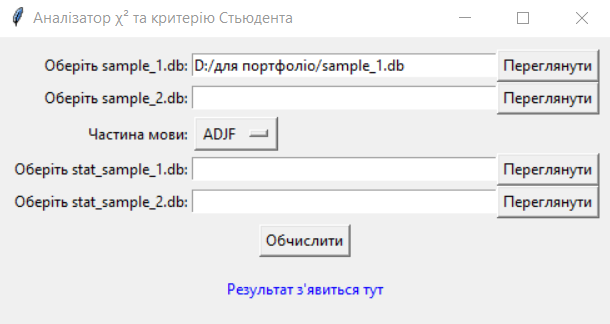 Аналізатор χ² та критерію Стьюдента
Оберіть sample_1.db: D:/для портфоліо/sample_1.db Переглянути
Оберіть sample_2.db: Переглянути
Частина мови: ADJF
Оберіть stat_sample_1.db: Переглянути
Оберіть stat_sample_2.db: Переглянути
Обчислити
Результат з'явиться тут